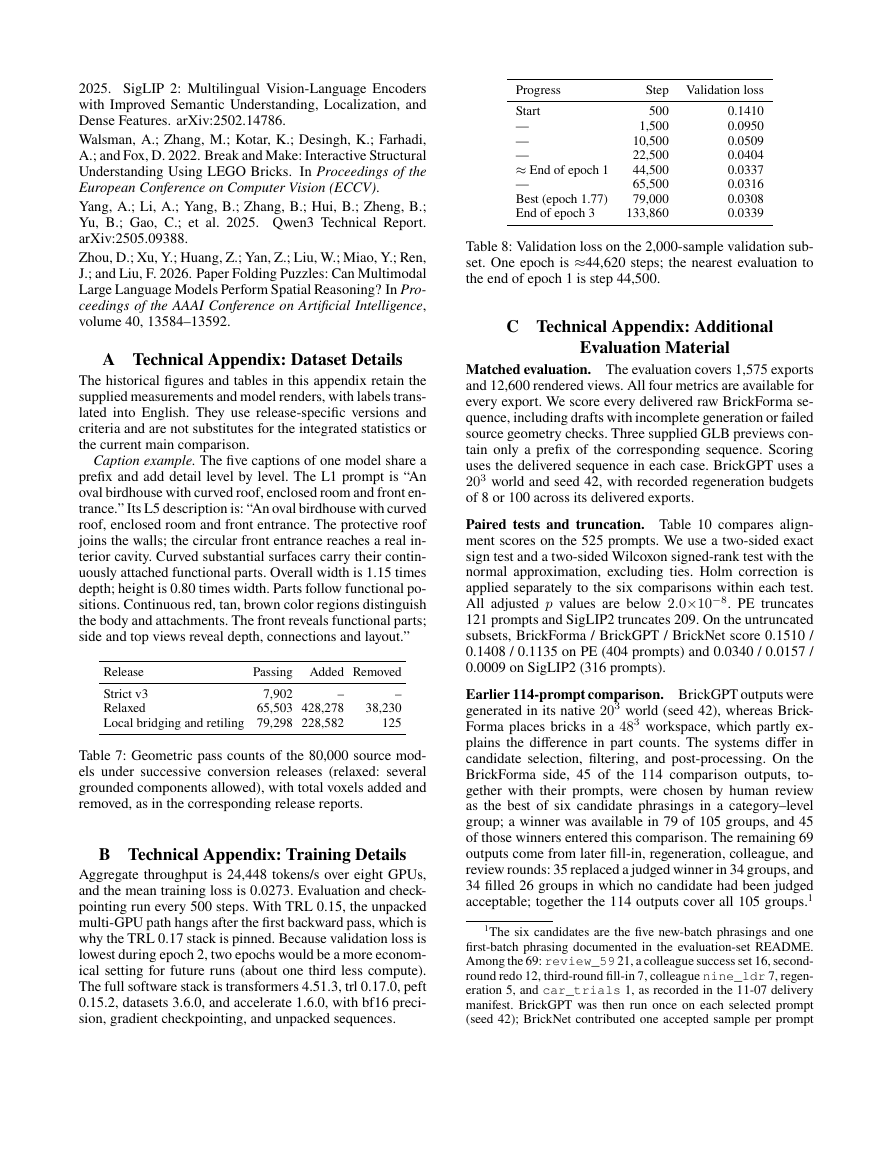 2025. SigLIP 2: Multilingual Vision-Language Encoders
with Improved Semantic Understanding, Localization, and
Dense Features. arXiv:2502.14786.
Walsman, A.; Zhang, M.; Kotar, K.; Desingh, K.; Farhadi,
A.; and Fox, D. 2022. Break and Make: Interactive Structural
Understanding Using LEGO Bricks. In Proceedings of the
European Conference on Computer Vision (ECCV).
Yang, A.; Li, A.; Yang, B.; Zhang, B.; Hui, B.; Zheng, B.;
Yu, B.; Gao, C.; et al. 2025. Qwen3 Technical Report.
arXiv:2505.09388.
Zhou, D.; Xu, Y.; Huang, Z.; Yan, Z.; Liu, W.; Miao, Y.; Ren,
J.; and Liu, F. 2026. Paper Folding Puzzles: Can Multimodal
Large Language Models Perform Spatial Reasoning? In Pro-
ceedings of the AAAI Conference on Artificial Intelligence,
volume 40, 13584–13592.
A Technical Appendix: Dataset Details
The historical figures and tables in this appendix retain the
supplied measurements and model renders, with labels trans-
lated into English. They use release-specific versions and
criteria and are not substitutes for the integrated statistics or
the current main comparison.
Caption example. The five captions of one model share a
prefix and add detail level by level. The L1 prompt is “An
oval birdhouse with curved roof, enclosed room and front en-
trance.” Its L5 description is: “An oval birdhouse with curved
roof, enclosed room and front entrance. The protective roof
joins the walls; the circular front entrance reaches a real in-
terior cavity. Curved substantial surfaces carry their contin-
uously attached functional parts. Overall width is 1.15 times
depth; height is 0.80 times width. Parts follow functional po-
sitions. Continuous red, tan, brown color regions distinguish
the body and attachments. The front reveals functional parts;
side and top views reveal depth, connections and layout.”
Release Passing Added Removed
Strict v3 7,902 – –
Relaxed 65,503 428,278 38,230
Local bridging and retiling 79,298 228,582 125
Table 7: Geometric pass counts of the 80,000 source mod-
els under successive conversion releases (relaxed: several
grounded components allowed), with total voxels added and
removed, as in the corresponding release reports.
B Technical Appendix: Training Details
Aggregate throughput is 24,448 tokens/s over eight GPUs,
and the mean training loss is 0.0273. Evaluation and check-
pointing run every 500 steps. With TRL 0.15, the unpacked
multi-GPU path hangs after the first backward pass, which is
why the TRL 0.17 stack is pinned. Because validation loss is
lowest during epoch 2, two epochs would be a more econom-
ical setting for future runs (about one third less compute).
The full software stack is transformers 4.51.3, trl 0.17.0, peft
0.15.2, datasets 3.6.0, and accelerate 1.6.0, with bf16 preci-
sion, gradient checkpointing, and unpacked sequences.
Progress Step Validation loss
Start 500 0.1410
— 1,500 0.0950
— 10,500 0.0509
— 22,500 0.0404
≈ End of epoch 1 44,500 0.0337
— 65,500 0.0316
Best (epoch 1.77) 79,000 0.0308
End of epoch 3 133,860 0.0339
Table 8: Validation loss on the 2,000-sample validation sub-
set. One epoch is ≈44,620 steps; the nearest evaluation to
the end of epoch 1 is step 44,500.
C Technical Appendix: Additional
Evaluation Material
Matched evaluation. The evaluation covers 1,575 exports
and 12,600 rendered views. All four metrics are available for
every export. We score every delivered raw BrickForma se-
quence, including drafts with incomplete generation or failed
source geometry checks. Three supplied GLB previews con-
tain only a prefix of the corresponding sequence. Scoring
uses the delivered sequence in each case. BrickGPT uses a
20³ world and seed 42, with recorded regeneration budgets
of 8 or 100 across its delivered exports.
Paired tests and truncation. Table 10 compares align-
ment scores on the 525 prompts. We use a two-sided exact
sign test and a two-sided Wilcoxon signed-rank test with the
normal approximation, excluding ties. Holm correction is
applied separately to the six comparisons within each test.
All adjusted p values are below 2.0×10⁻⁸. PE truncates
121 prompts and SigLIP2 truncates 209. On the untruncated
subsets, BrickForma / BrickGPT / BrickNet score 0.1510 /
0.1408 / 0.1135 on PE (404 prompts) and 0.0340 / 0.0157 /
0.0009 on SigLIP2 (316 prompts).
Earlier 114-prompt comparison. BrickGPT outputs were
generated in its native 20³ world (seed 42), whereas Brick-
Forma places bricks in a 48³ workspace, which partly ex-
plains the difference in part counts. The systems differ in
candidate selection, filtering, and post-processing. On the
BrickForma side, 45 of the 114 comparison outputs, to-
gether with their prompts, were chosen by human review
as the best of six candidate phrasings in a category–level
group; a winner was available in 79 of 105 groups, and 45
of those winners entered this comparison. The remaining 69
outputs come from later fill-in, regeneration, colleague, and
review rounds: 35 replaced a judged winner in 34 groups, and
34 filled 26 groups in which no candidate had been judged
acceptable; together the 114 outputs cover all 105 groups.¹
¹The six candidates are the five new-batch phrasings and one
first-batch phrasing documented in the evaluation-set README.
Among the 69: review_59 21, a colleague success set 16, second-
round redo 12, third-round fill-in 7, colleague nine_ldr 7, regen-
eration 5, and car_trials 1, as recorded in the 11-07 delivery
manifest. BrickGPT was then run once on each selected prompt
(seed 42); BrickNet contributed one accepted sample per prompt